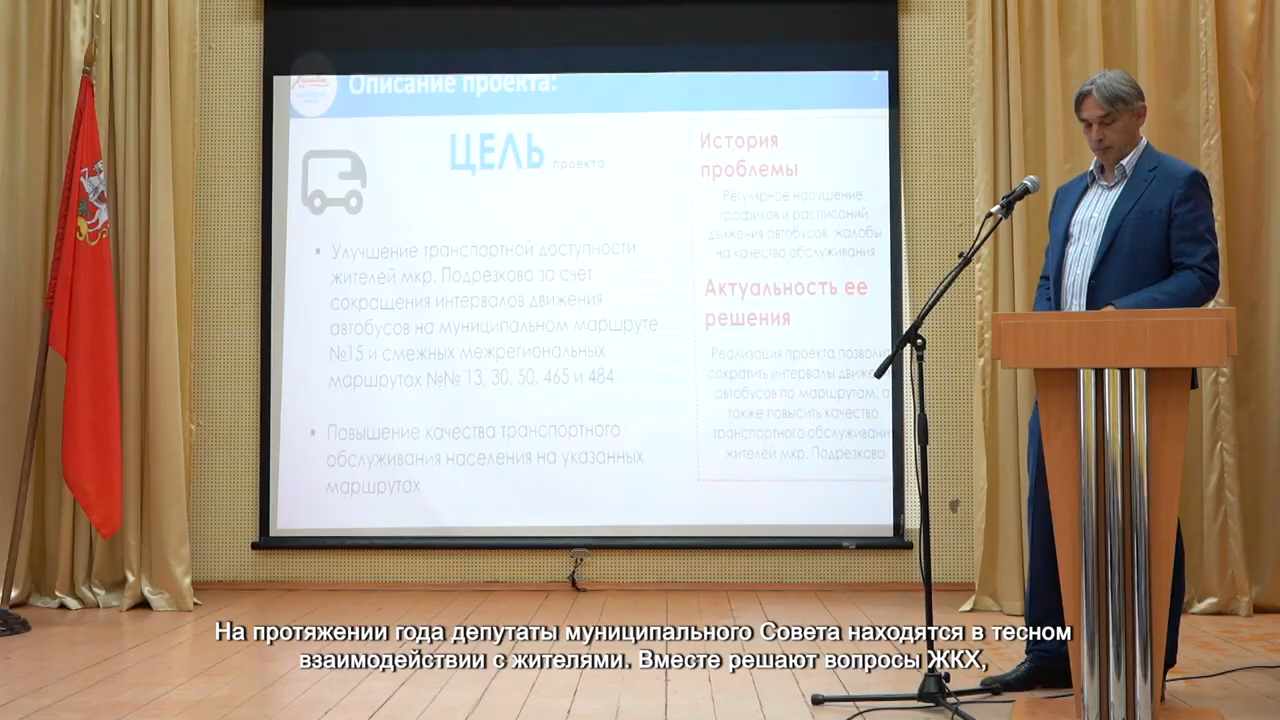 Описание проекта:
2
ЦЕЛЬ проекта
• Улучшение транспортной доступности
жителей мкр. Подрезково за счет
сокращения интервалов движения
автобусов на муниципальном маршруте
№15 и смежных межрегиональных
маршрутах №№ 13, 30, 50, 465 и 484
• Повышение качества транспортного
обслуживания населения на указанных
маршрутах
История
проблемы
Регулярное нарушение
графиков и расписаний
движения автобусов, жалобы
на качество обслуживания
Актуальность ее
решения
Реализация проекта позволи
сократить интервалы движе
автобусов по маршрутам, а
также повысить качество
транспортного обслуживани
жителей мкр. Подрезково
На протяжении года депутаты муниципального Совета находятся в тесном
взаимодействии с жителями. Вместе решают вопросы ЖКХ,